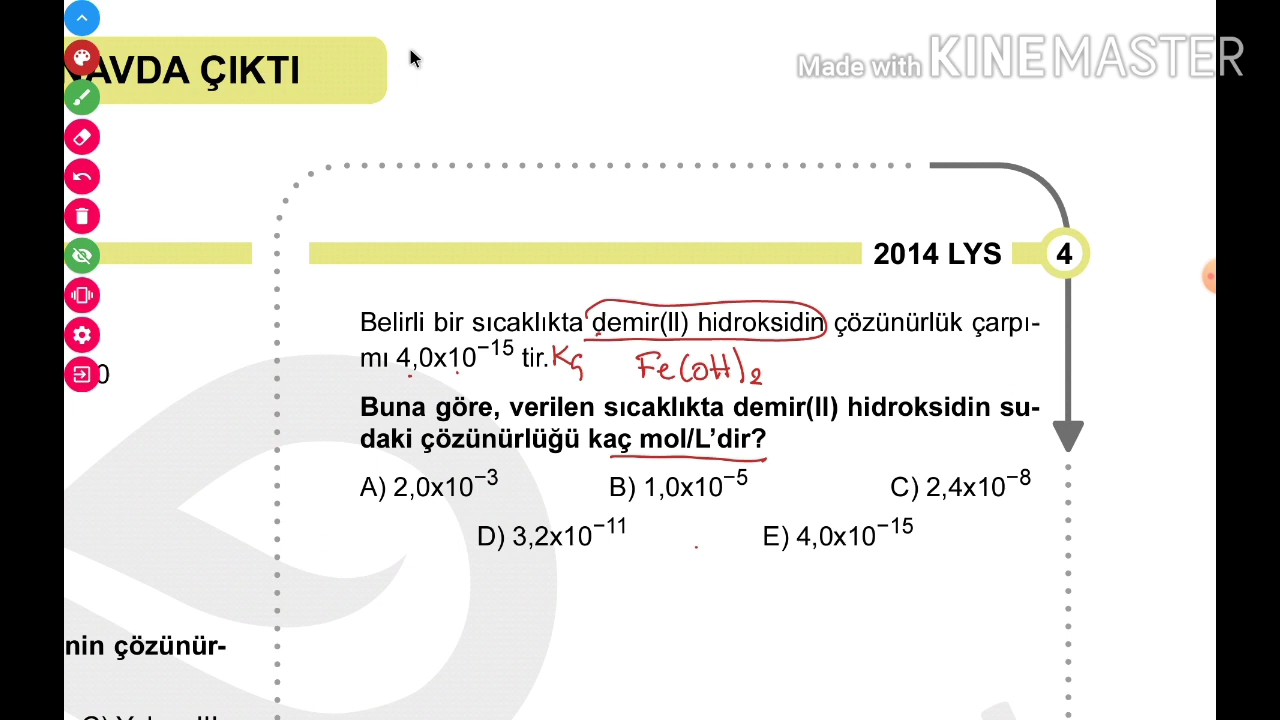 Made with KINEMASTER
NAVDA ÇIKTI
2014 LYS
4
Belirli bir sıcaklıkta demir(II) hidroksidin çözünürlük çarpı-
mı 4,0x10⁻¹⁵ tir. Kç Fe(OH)₂
Buna göre, verilen sıcaklıkta demir(II) hidroksidin su-
daki çözünürlüğü kaç mol/L’dir?
A) 2,0x10⁻³ B) 1,0x10⁻⁵ C) 2,4x10⁻⁸
D) 3,2x10⁻¹¹ E) 4,0x10⁻¹⁵
0
nin çözünür-